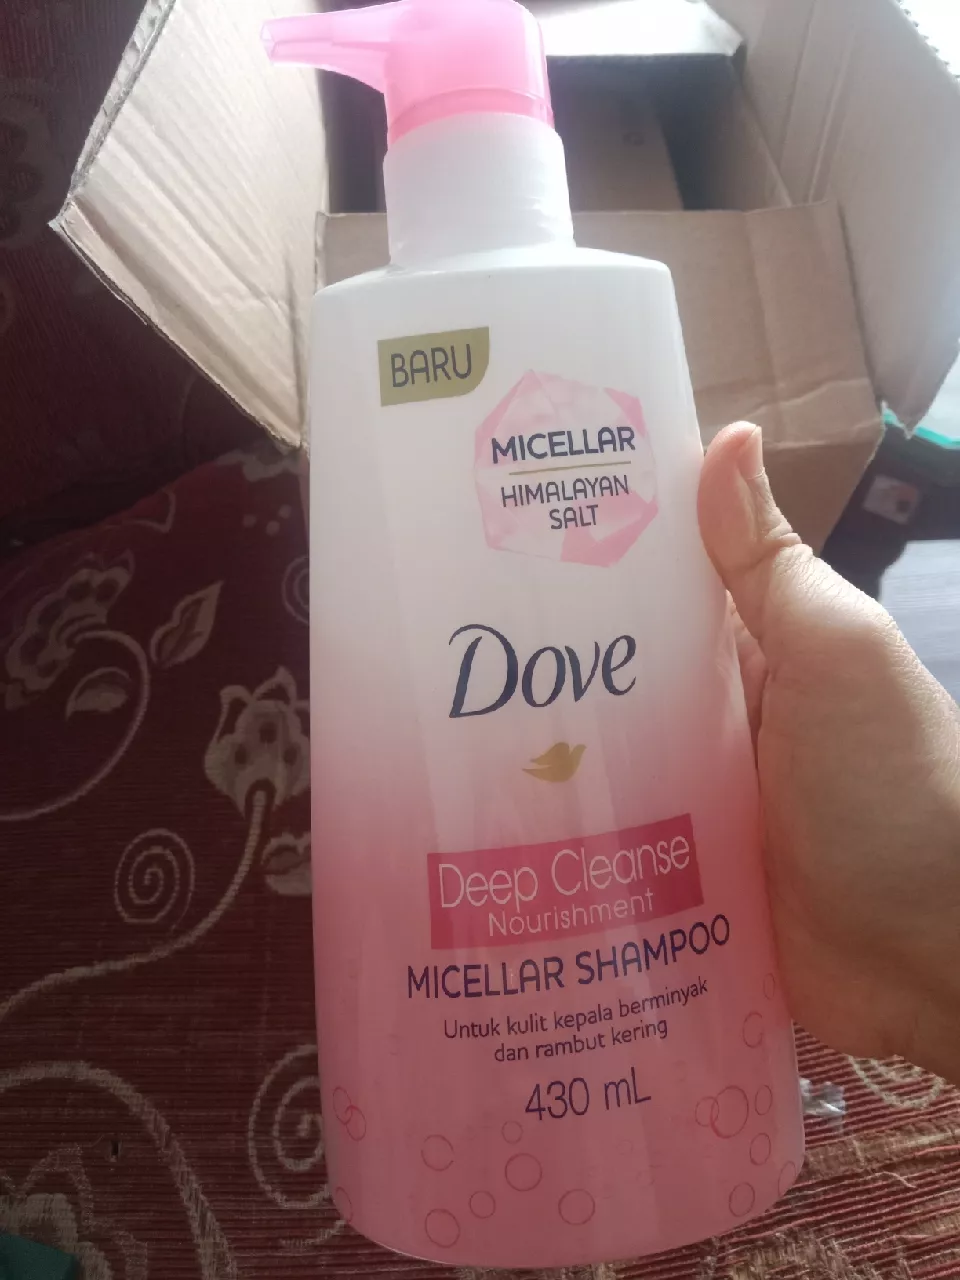 BARU
MICELLAR
HIMALAYAN
SALT
Dove
Deep Cleanse
Nourishment
MICELLAR SHAMPOO
Untuk kulit kepala berminyak
dan rambut kering
430 mL